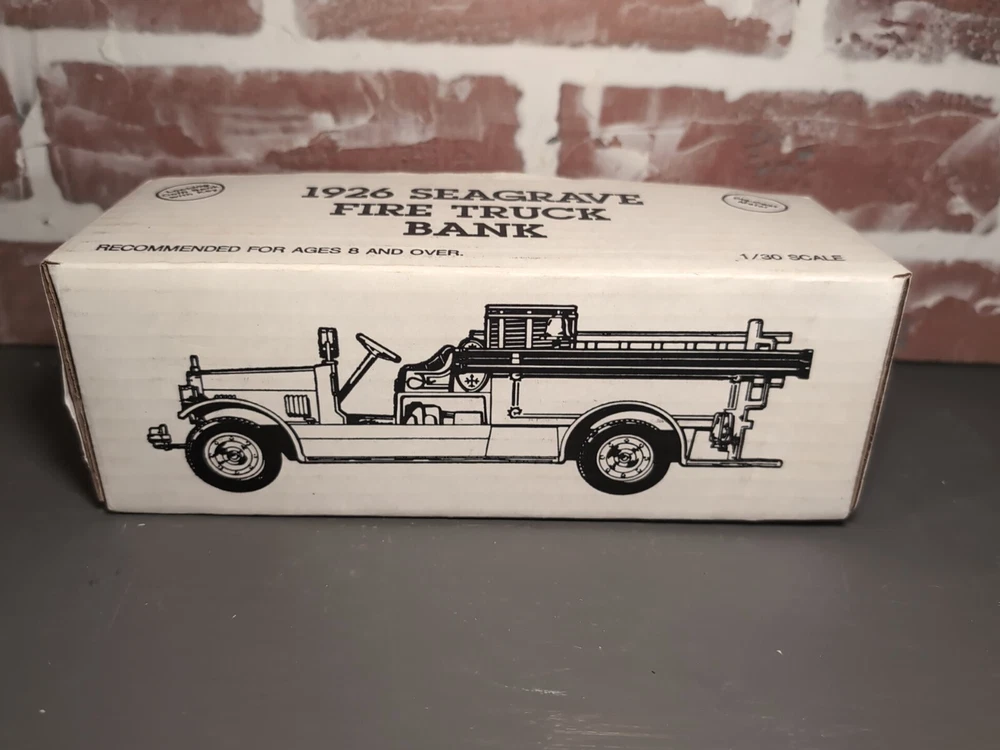 1926 SEAGRAVE
FIRE TRUCK
BANK
RECOMMENDED FOR AGES 8 AND OVER.
1/30 SCALE